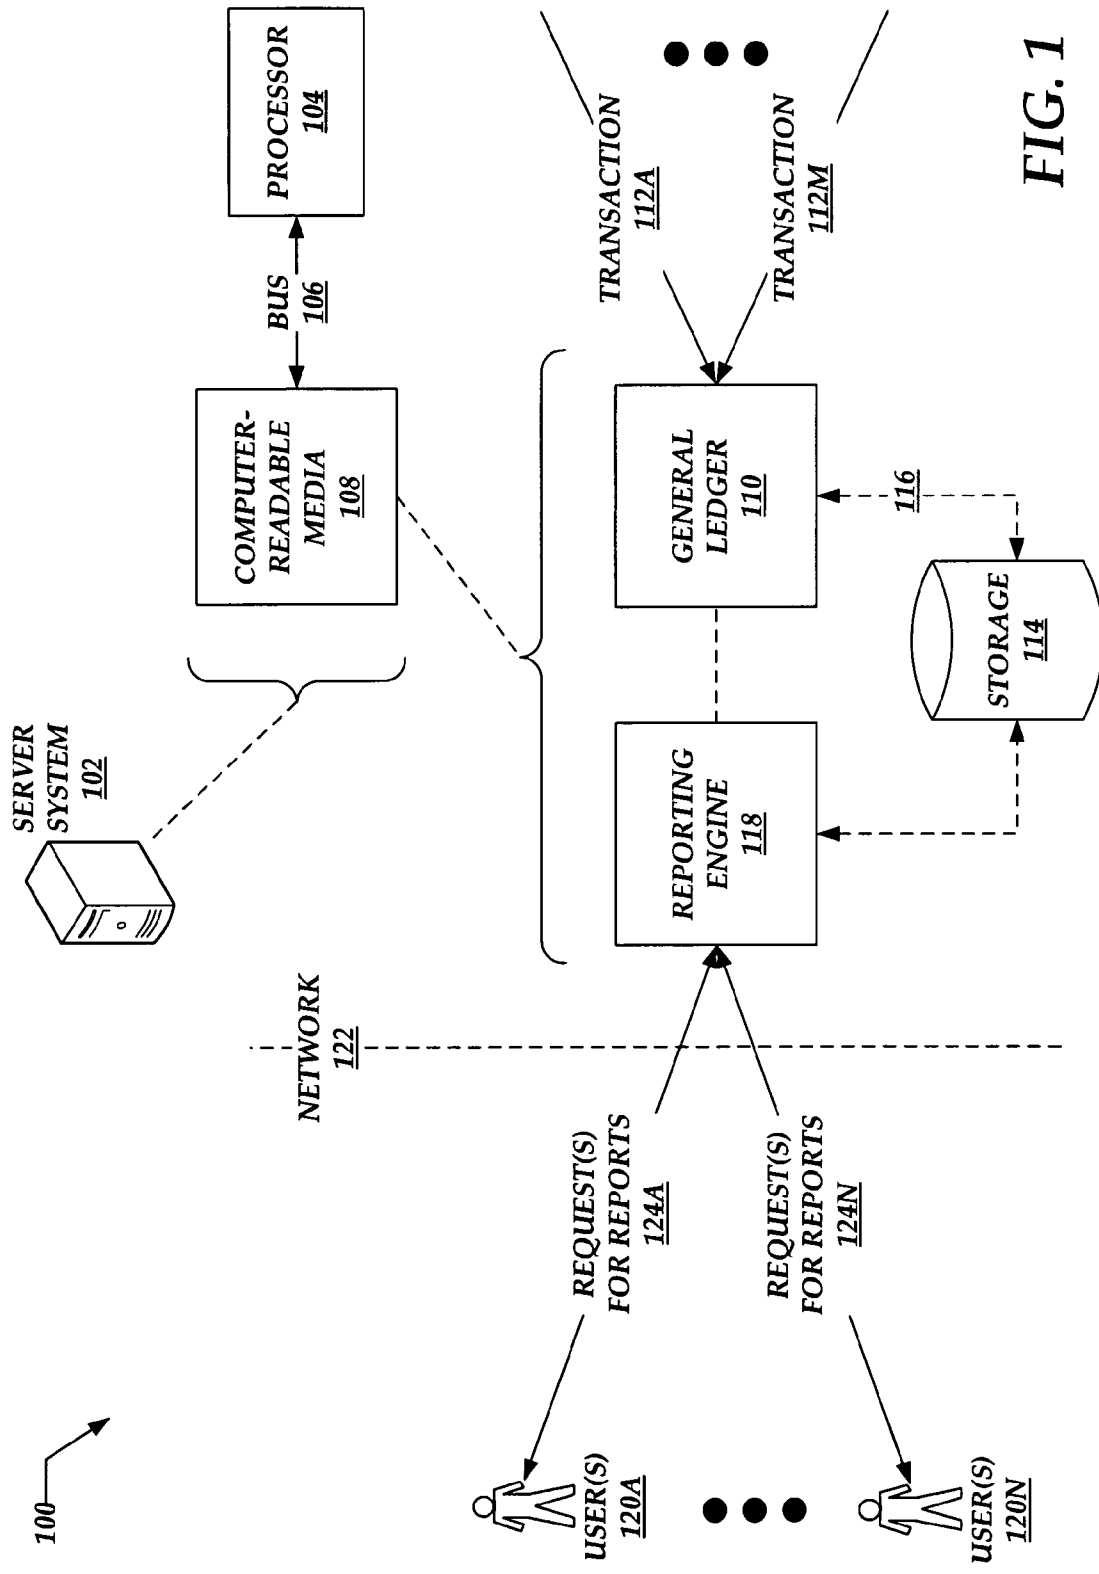 100
SERVER
SYSTEM
102
COMPUTER-
READABLE
MEDIA
108
BUS
106
PROCESSOR
104
NETWORK
122
USER(S)
120A
REQUEST(S)
FOR REPORTS
124A
REPORTING
ENGINE
118
GENERAL
LEDGER
110
TRANSACTION
112A
TRANSACTION
112M
REQUEST(S)
FOR REPORTS
124N
USER(S)
120N
116
STORAGE
114
FIG. 1